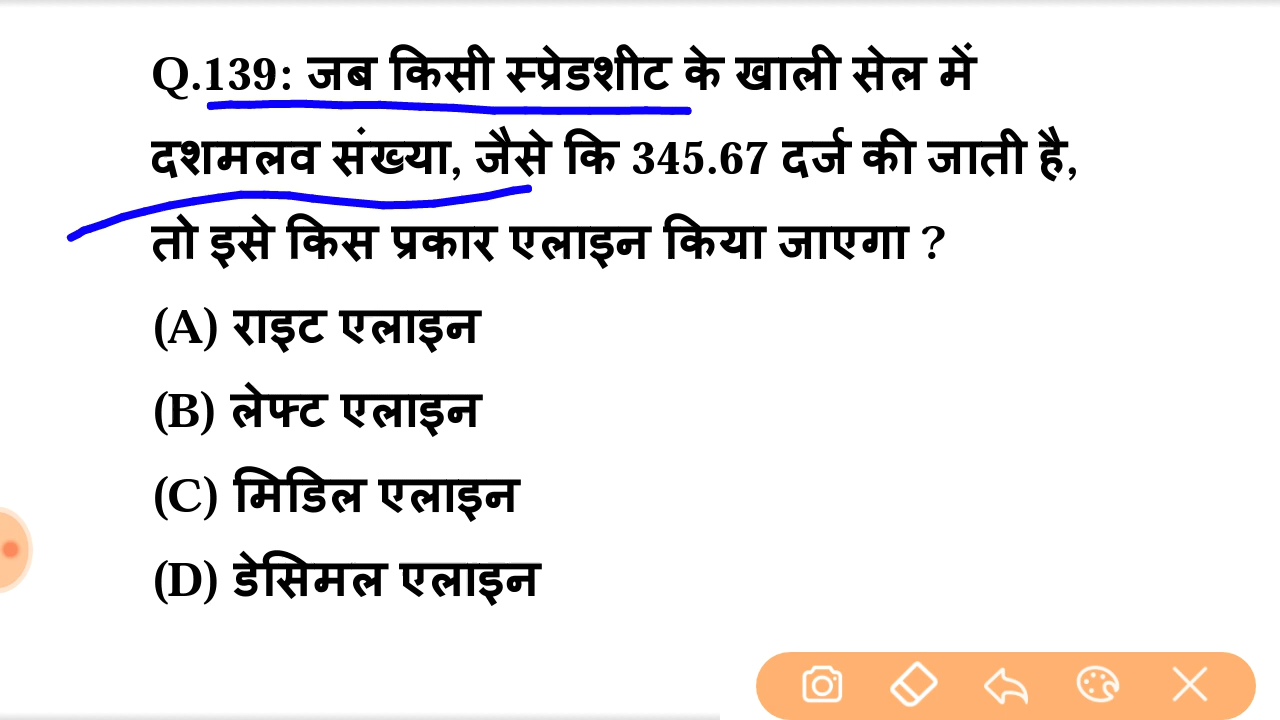 Q.139: जब किसी स्प्रेडशीट के खाली सेल में
दशमलव संख्या, जैसे कि 345.67 दर्ज की जाती है,
तो इसे किस प्रकार एलाइन किया जाएगा ?
(A) राइट एलाइन
(B) लेफ्ट एलाइन
(C) मिडिल एलाइन
(D) डेसिमल एलाइन